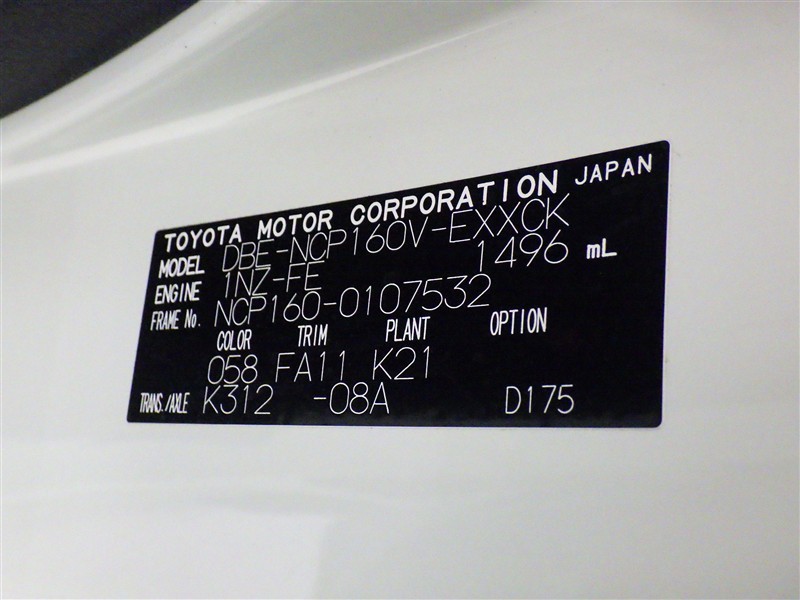 TOYOTA MOTOR CORPORATION JAPAN
MODEL DBE-NCP160V-EXXCK
ENGINE 1NZ-FE 1496 mL
FRAME No. NCP160-0107532
COLOR TRIM PLANT OPTION
058 FA11 K21
TRANS./AXLE K312 -08A D175